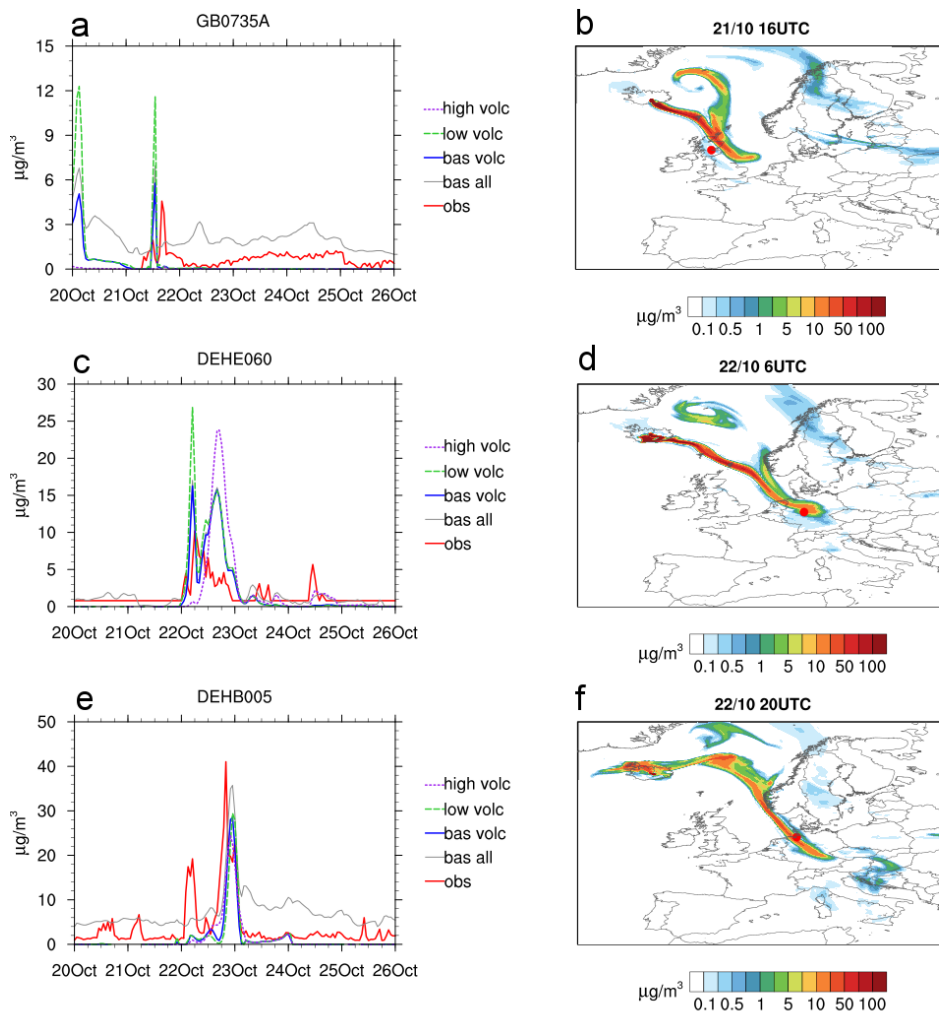 a
GB0735A
μg/m³
15
12
9
6
3
0
20Oct 21Oct 22Oct 23Oct 24Oct 25Oct 26Oct
high volc
low volc
bas volc
bas all
obs
b
21/10 16UTC
μg/m³
0.1 0.5 1 5 10 50 100
c
DEHE060
μg/m³
30
25
20
15
10
5
0
20Oct 21Oct 22Oct 23Oct 24Oct 25Oct 26Oct
high volc
low volc
bas volc
bas all
obs
d
22/10 6UTC
μg/m³
0.1 0.5 1 5 10 50 100
e
DEHB005
μg/m³
50
40
30
20
10
0
20Oct 21Oct 22Oct 23Oct 24Oct 25Oct 26Oct
high volc
low volc
bas volc
bas all
obs
f
22/10 20UTC
μg/m³
0.1 0.5 1 5 10 50 100